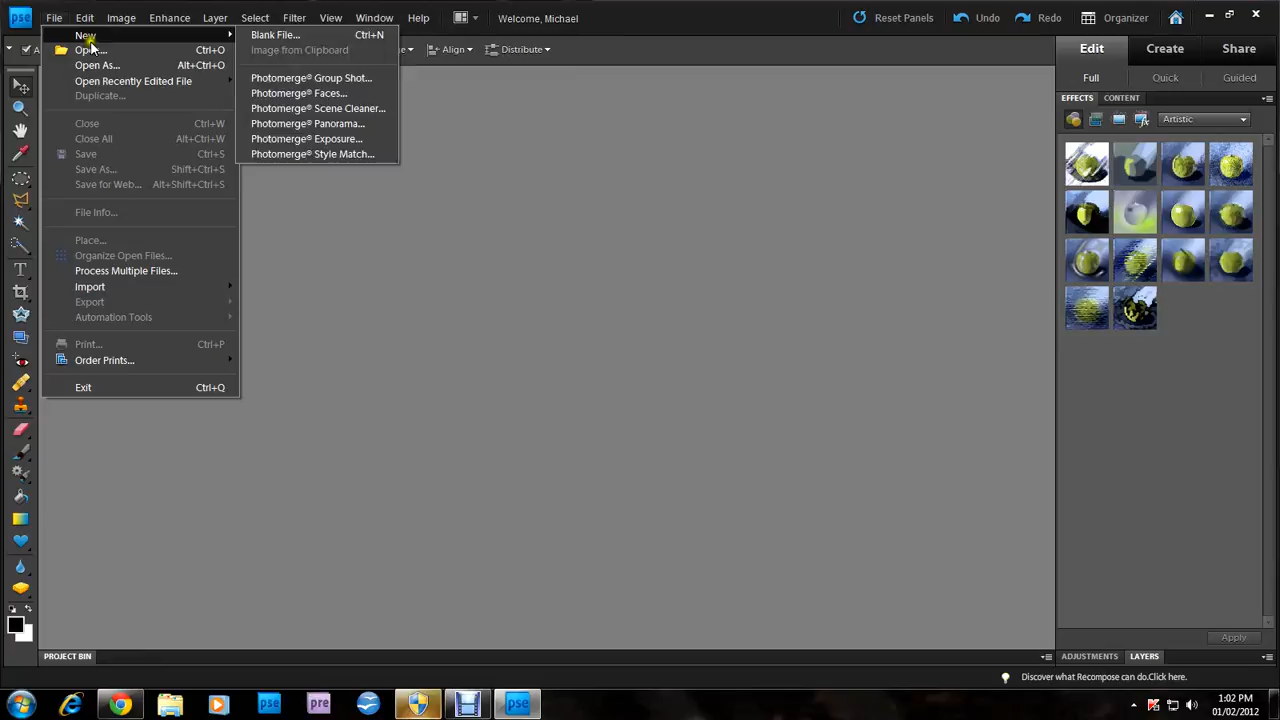 pse File Edit Image Enhance Layer Select Filter View Window Help Welcome, Michael Reset Panels Undo Redo Organizer
New
Open... Ctrl+O
Open As... Alt+Ctrl+O
Open Recently Edited File
Duplicate...
Close Ctrl+W
Close All Alt+Ctrl+W
Save Ctrl+S
Save As... Shift+Ctrl+S
Save for Web... Alt+Shift+Ctrl+S
File Info...
Place...
Organize Open Files...
Process Multiple Files...
Import
Export
Automation Tools
Print... Ctrl+P
Order Prints...
Exit Ctrl+Q
Blank File... Ctrl+N
Image from Clipboard
Photomerge® Group Shot...
Photomerge® Faces...
Photomerge® Scene Cleaner...
Photomerge® Panorama...
Photomerge® Exposure...
Photomerge® Style Match...
Align Distribute
Edit Create Share
Full Quick Guided
EFFECTS CONTENT
Artistic
Apply
PROJECT BIN
ADJUSTMENTS LAYERS
Discover what Recompose can do.Click here.
pse pre pse
1:02 PM
01/02/2012